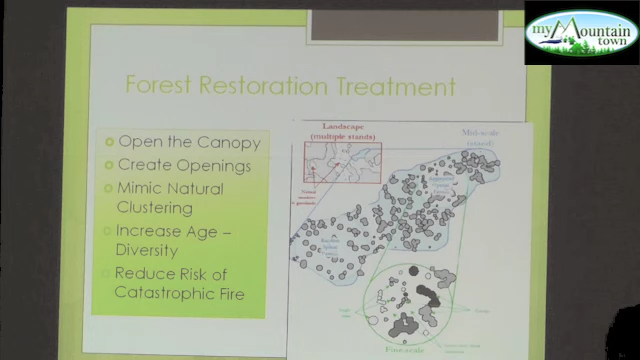 my Mountain
town
Forest Restoration Treatment
Open the Canopy
Create Openings
Mimic Natural
Clustering
Increase Age –
Diversity
Reduce Risk of
Catastrophic Fire
Landscape
(multiple stands)
Mid-scale
Fine-scale